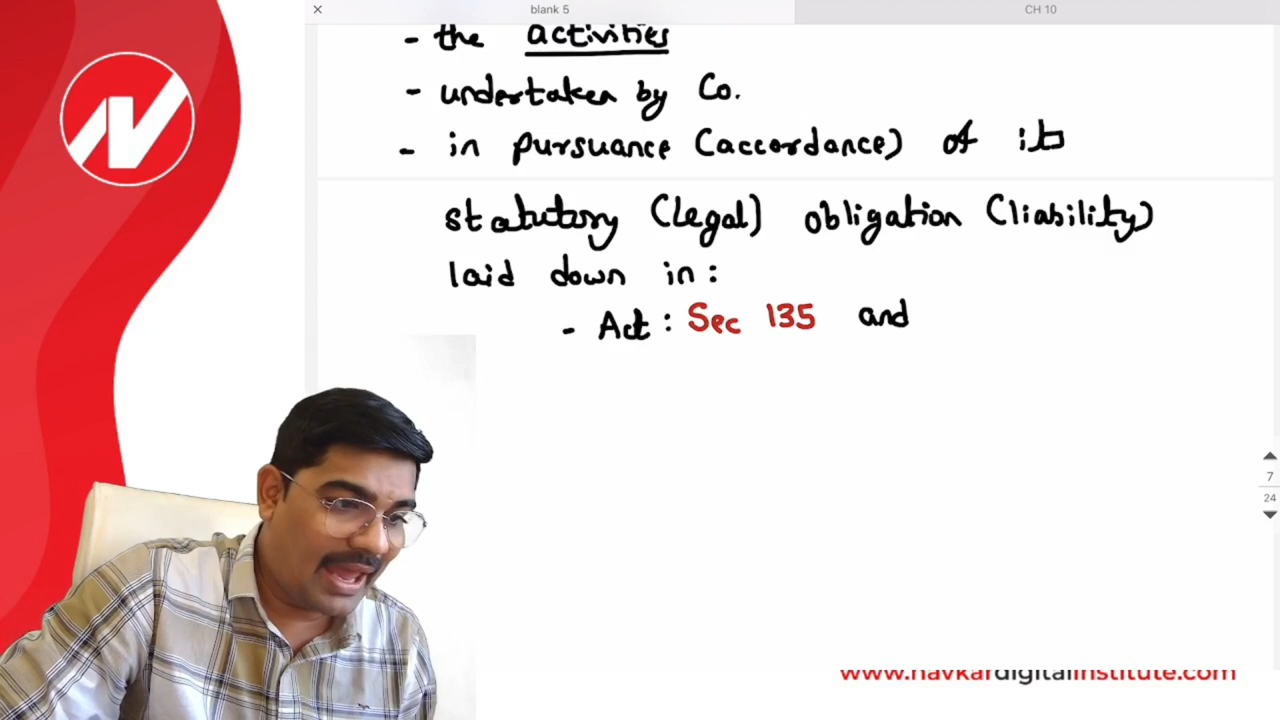 blank 5
CH 10
- the activities
- undertaken by Co.
- in pursuance (accordance) of its
statutory (legal) obligation (liability)
laid down in :
- Act : Sec 135 and
7
24
www.navkardigitalinstitute.com